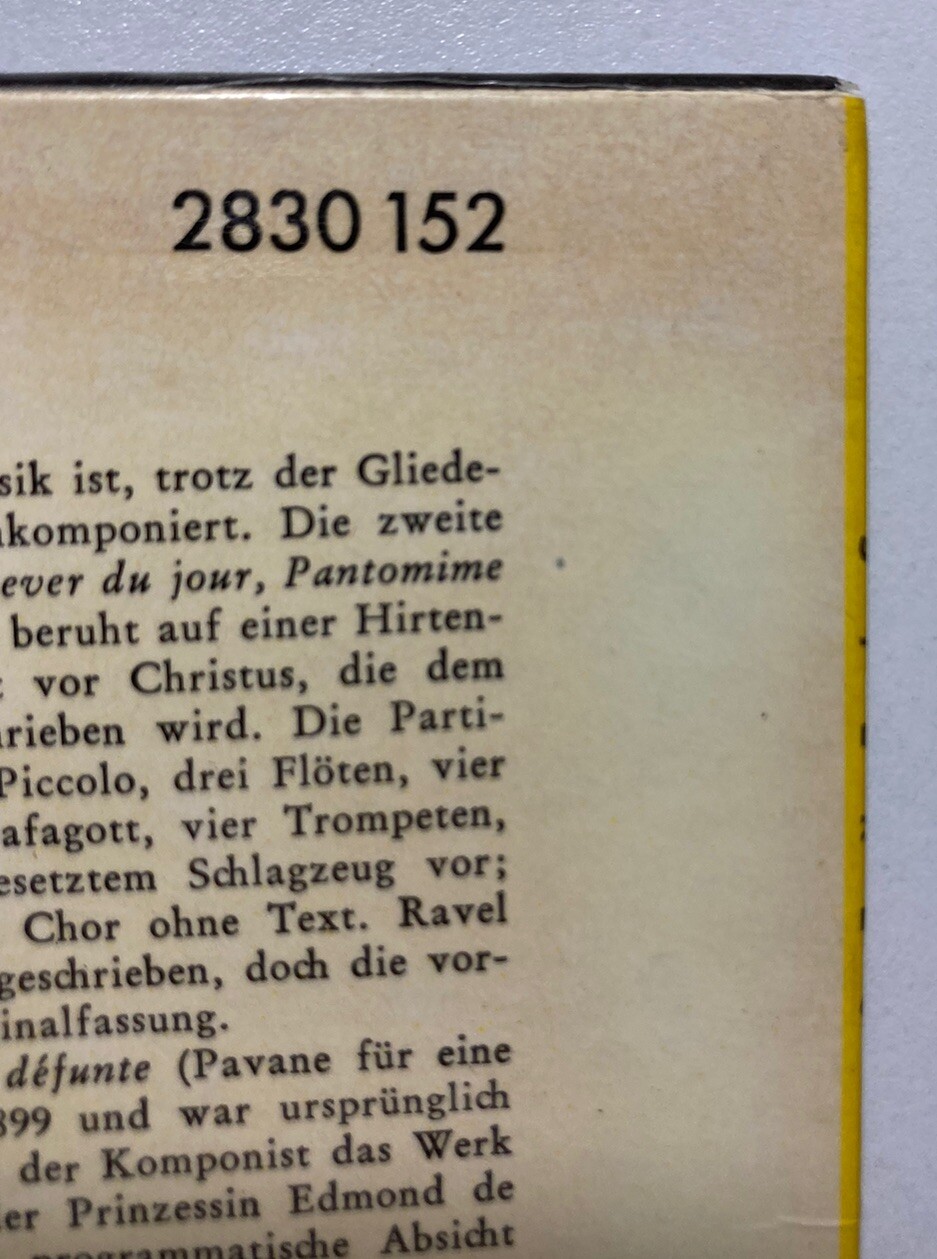 2830 152
sik ist, trotz der Gliede-
komponiert. Die zweite
ever du jour, Pantomime
beruht auf einer Hirten-
vor Christus, die dem
rieben wird. Die Parti-
Piccolo, drei Flöten, vier
afagott, vier Trompeten,
esetztem Schlagzeug vor;
Chor ohne Text. Ravel
geschrieben, doch die vor-
inalfassung.
défunte (Pavane für eine
899 und war ursprünglich
der Komponist das Werk
er Prinzessin Edmond de
programmatische Absicht